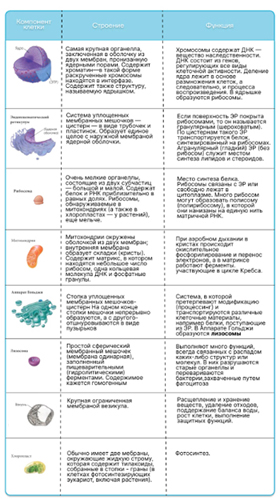 Компонент клетки
Строение
Функция
Ядро
Самая крупная органелла,
заключенная в оболочку из
двух мембран, пронизанную
ядерными порами. Содержит
хроматин—в такой форме
раскрученные хромосомы
находятся в интерфазе.
Содержит также структуру,
называемую ядрышком.
Хромосомы содержат ДНК —
вещество наследственности.
ДНК состоит из генов,
регулирующих все виды
клеточной активности. Деление
ядра лежит в основе
размножения клеток, а
следовательно, и процесса
воспроизведения. В ядрышке
образуются рибосомы.
Эндоплазматический
ретикулум
Система уплощенных
мембранных мешочков —
цистерн — в виде трубочек и
пластинок. Образует единое
целое с наружной мембраной
ядерной оболочки.
Если поверхность ЭР покрыта
рибосомами, то он называется
гранулярным (шероховатым).
По цистернам такого ЭР
транспортируется белок,
синтезированный на рибосомах.
Агранулярный (гладкий) ЭР (без
рибосом) служит местом
синтеза липидов и стероидов.
Рибосомы
Очень мелкие органеллы,
состоящие из двух субчастиц
— большой и малой. Содержат
белок и РНК приблизительно в
равных долях. Рибосомы,
обнаруживаемые в
митохондриях (а также в
хлоропластах — у растений),
еще мельче.
Место синтеза белка.
Рибосомы связаны с ЭР или
свободно лежат в
цитоплазме. Много рибосом
могут образовать полисому
(полирибосому), в которой
они нанизаны на единую нить
матричной РНК.
Митохондрии
Митохондрии окружены
оболочкой из двух мембран;
внутренняя мембрана
образует складки (кристы).
Содержит матрикс, в котором
находятся небольшое число
рибосом, одна кольцевая
молекула ДНК и фосфатные
гранулы.
При аэробном дыхании в
кристах происходит
окислительное
фосфорилирование и перенос
электронов, а в матриксе
работают ферменты,
участвующие в цикле Кребса.
Аппарат Гольджи
Стопка уплощенных
мембранных мешочков-
цистерн На одном конце
стопки мешочки непрерывно
образуются, а с другого-
отшнуровываются в виде
пузырьков
Система, в которой
претерпевают модификацию
(процессинг) и
транспортируются различные
клеточные материалы,
например белки, поступающие
из ЭР. В Аппарате Гольджи
образуются лизосомы
Лизосомы
Простой сферический
мембранный мешочек
(мембрана одинарная),
заполненный
пищеварительными
(гидролитическими)
ферментами. Содержимое
кажется гомогенным
Выполняют много функций,
всегда связанных с распадом
каких-либо структур или
молекул. В них разрушаются
старые органеллы и
перевариваются
бактерии,захваченные путем
фагоцитоза
Крупная ограниченная
мембраной везикула.
Расщепление и хранение
веществ, удаление отходов,
поддержание баланса воды,
рост клетки, выполнение
защитных функций.
Хлоропласт
Обычно имеет две мебраны,
окружающие жидкую строму,
которая содержит тилакоиды,
собранные в стопки – граны (в
клетках фотосинтезирующих
эукариот, включая растения).
Фотосинтез.